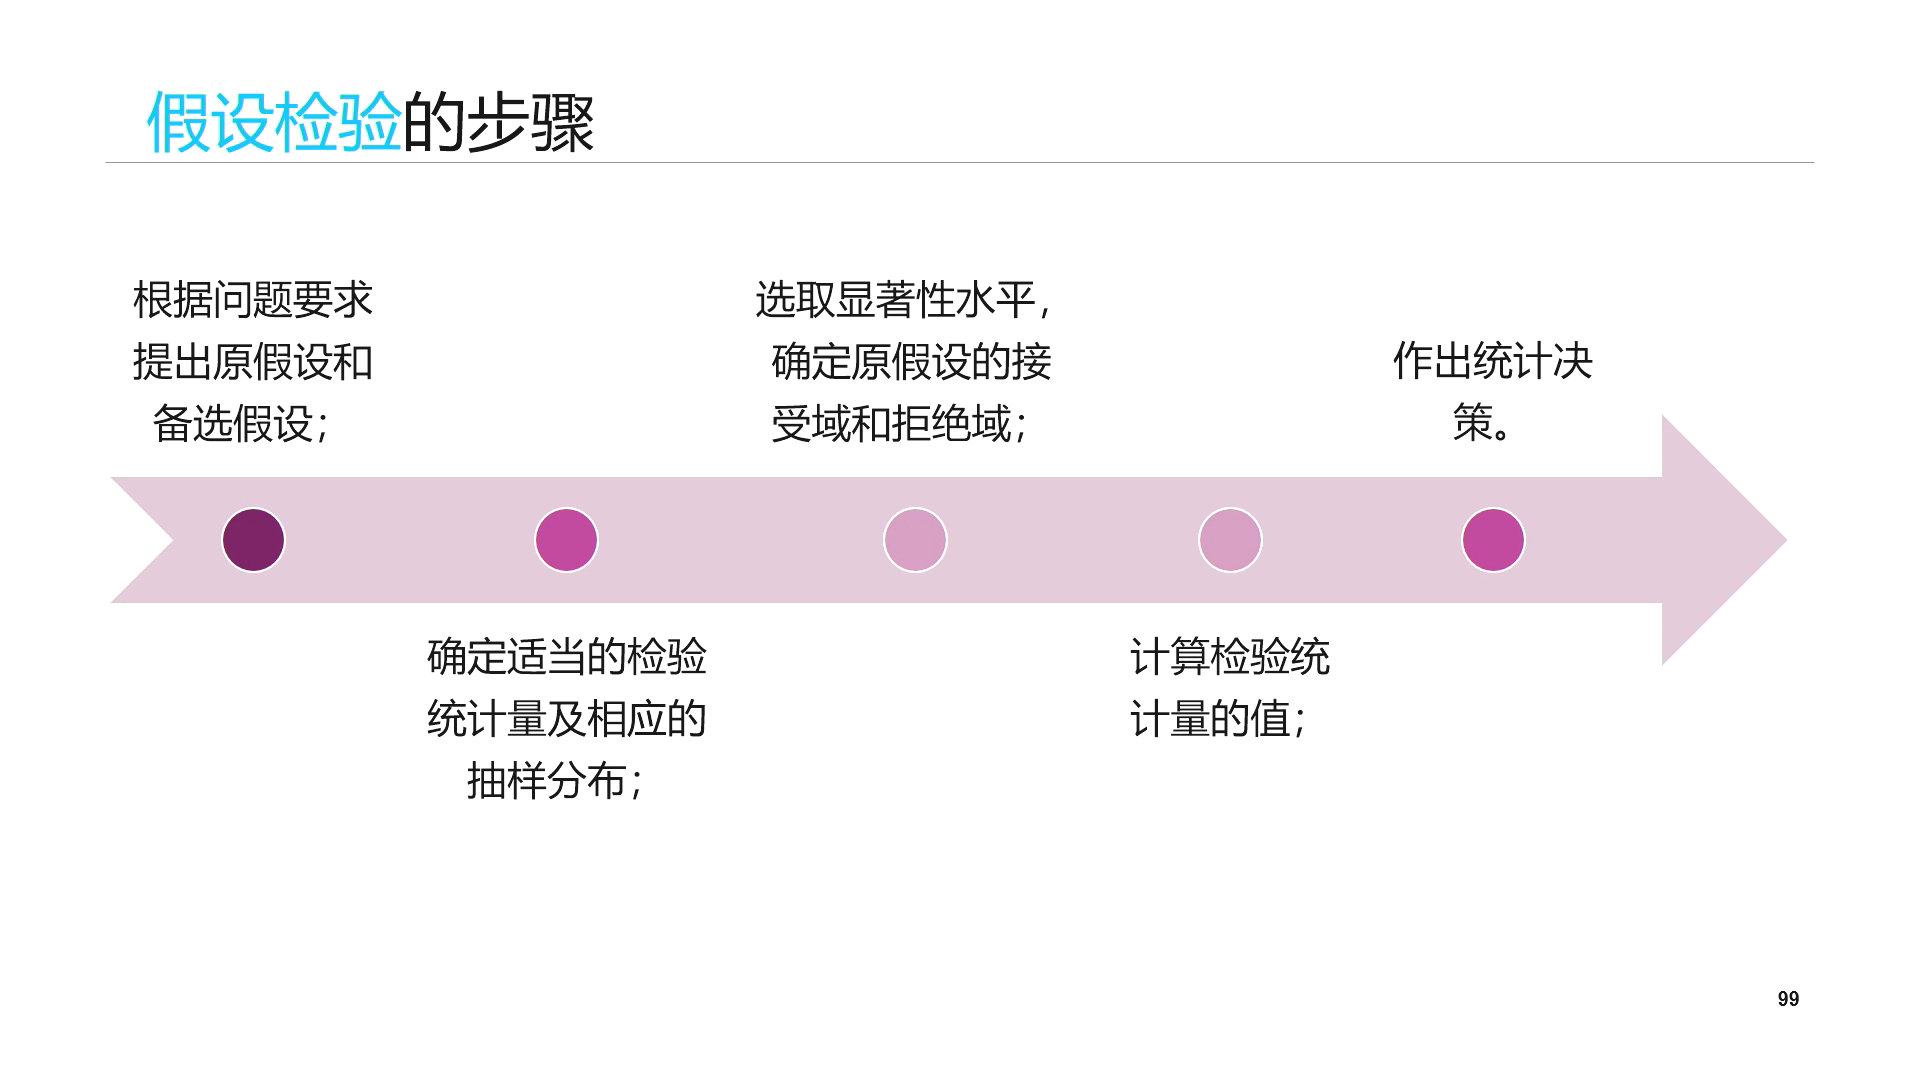 假设检验的步骤
根据问题要求
提出原假设和
备选假设；
确定适当的检验
统计量及相应的
抽样分布；
选取显著性水平，
确定原假设的接
受域和拒绝域；
计算检验统
计量的值；
作出统计决
策。
99